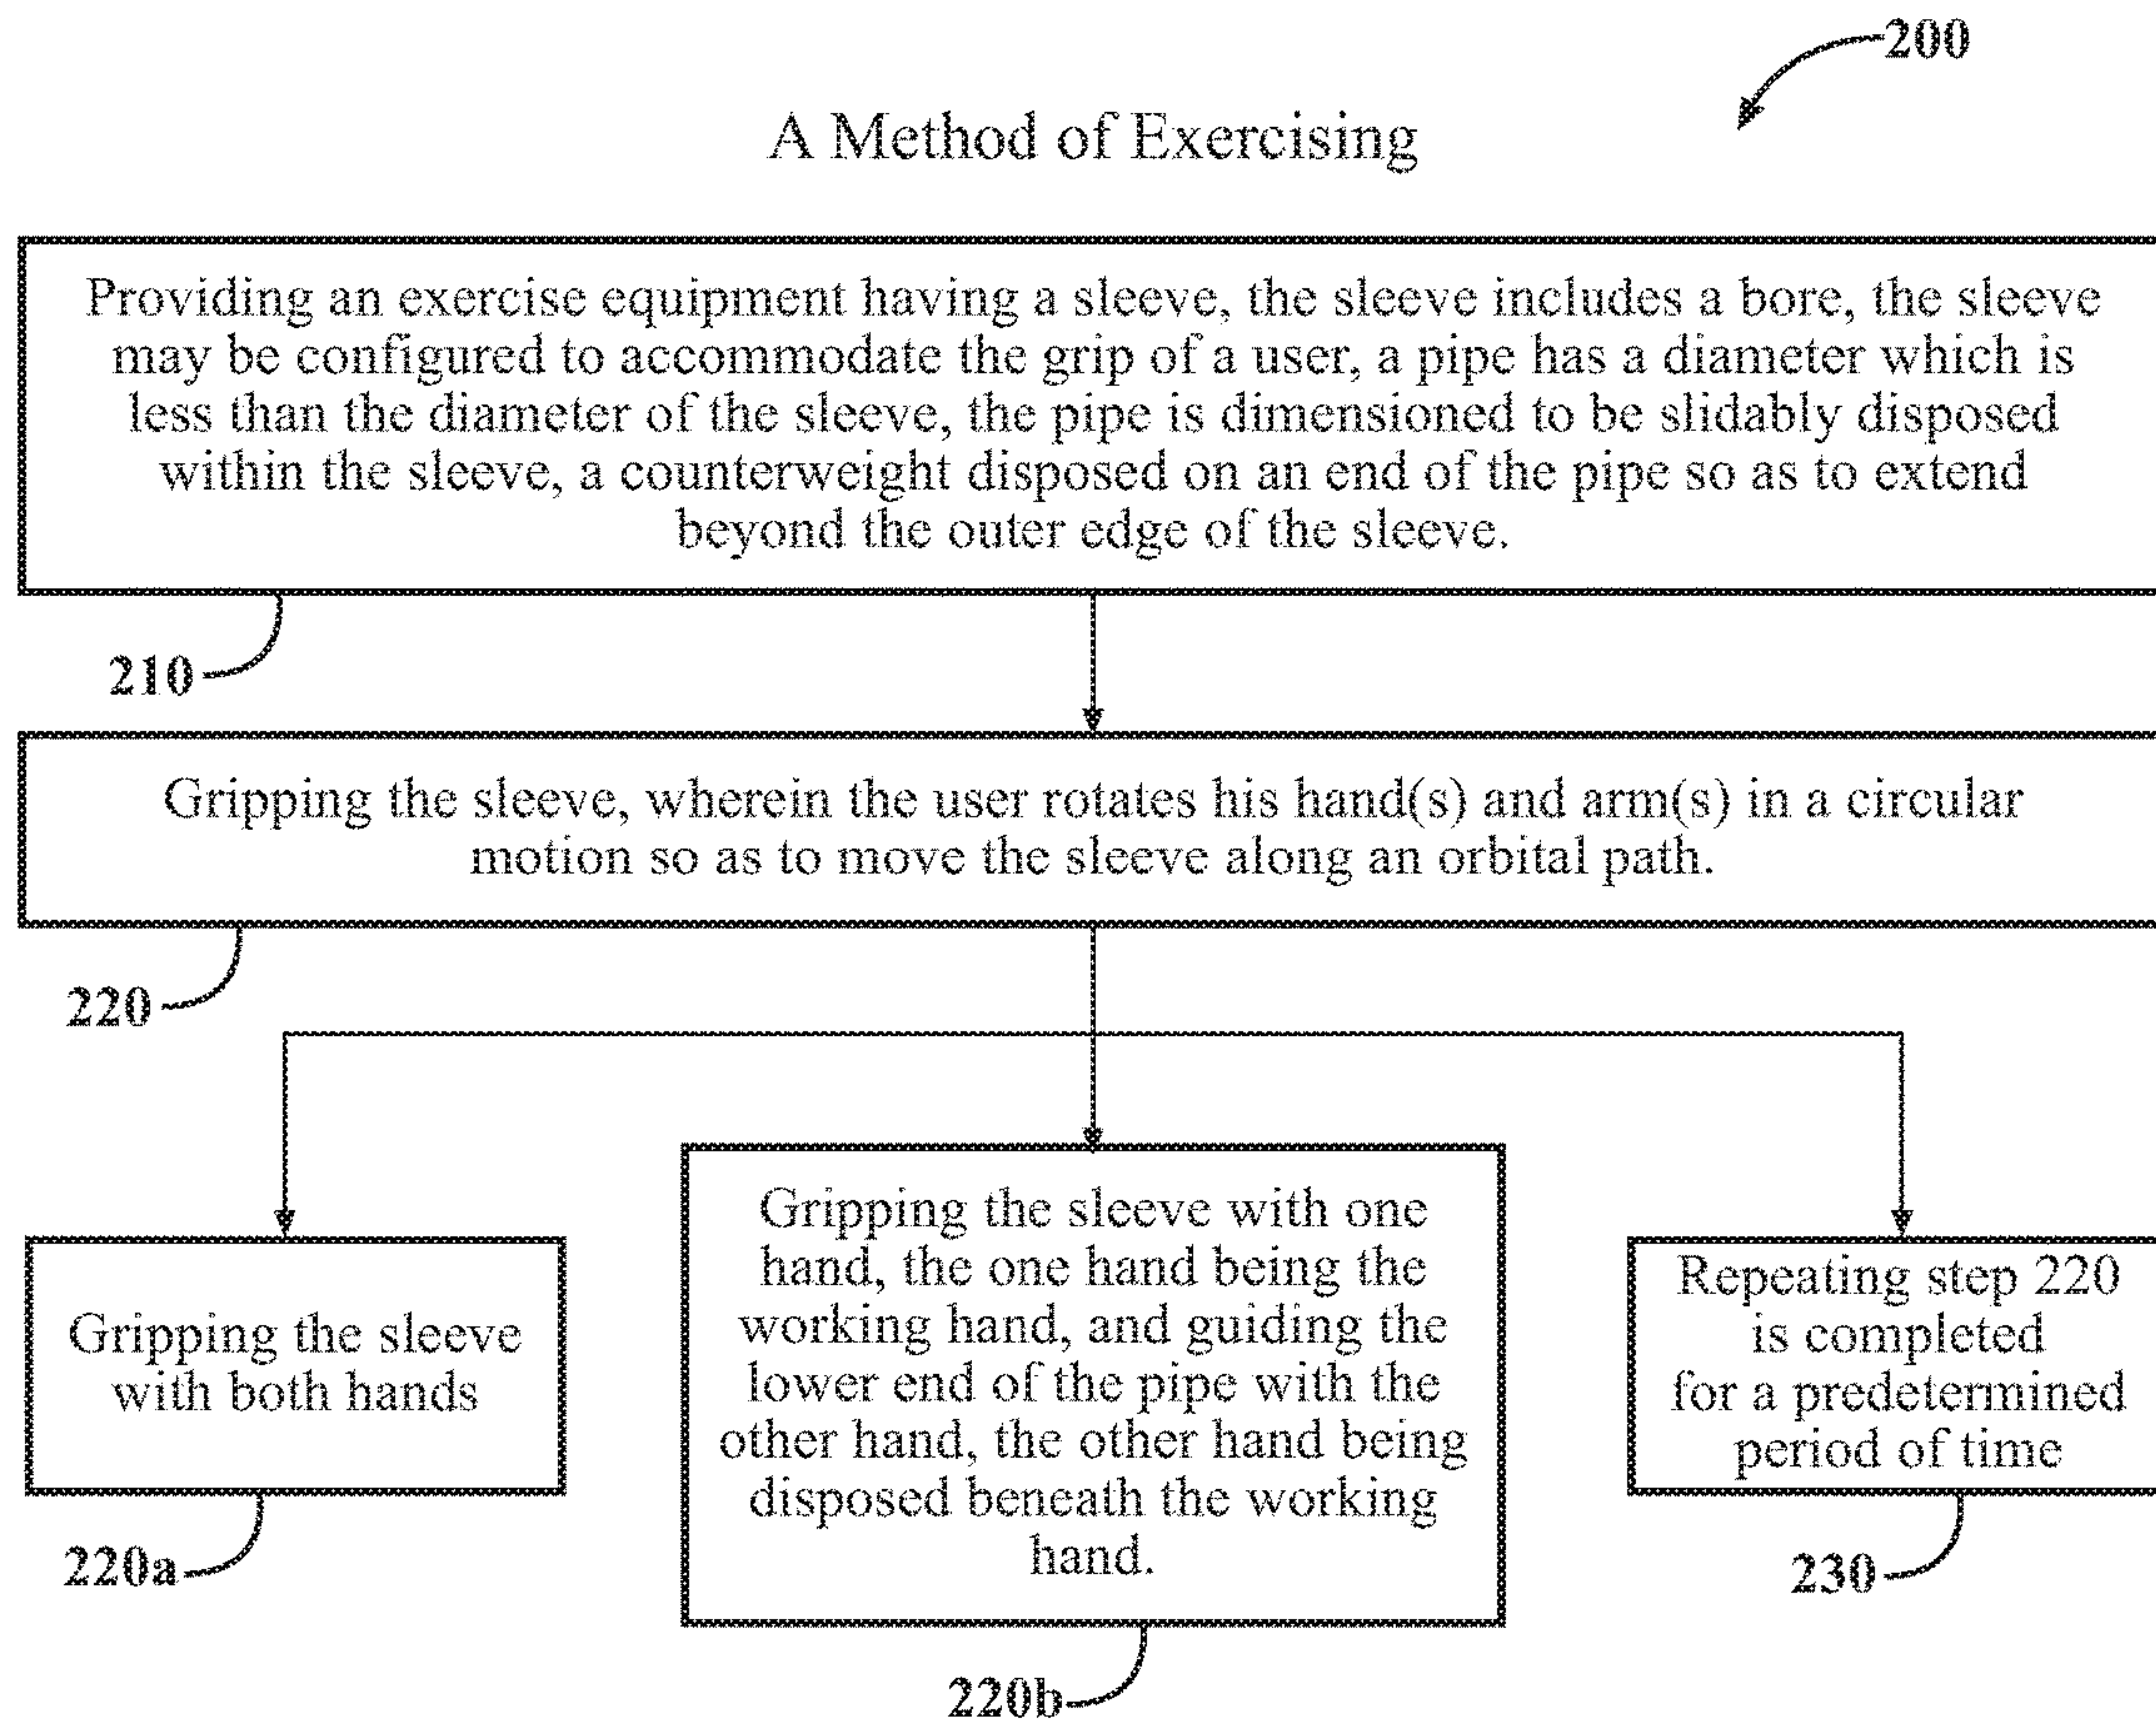 200
A Method of Exercising
Providing an exercise equipment having a sleeve, the sleeve includes a bore, the sleeve
may be configured to accommodate the grip of a user, a pipe has a diameter which is
less than the diameter of the sleeve, the pipe is dimensioned to be slidably disposed
within the sleeve, a counterweight disposed on an end of the pipe so as to extend
beyond the outer edge of the sleeve.
210
Gripping the sleeve, wherein the user rotates his hand(s) and arm(s) in a circular
motion so as to move the sleeve along an orbital path.
220
Gripping the sleeve
with both hands
220a
Gripping the sleeve with one
hand, the one hand being the
working hand, and guiding the
lower end of the pipe with the
other hand, the other hand being
disposed beneath the working
hand.
220b
Repeating step 220
is completed
for a predetermined
period of time
230